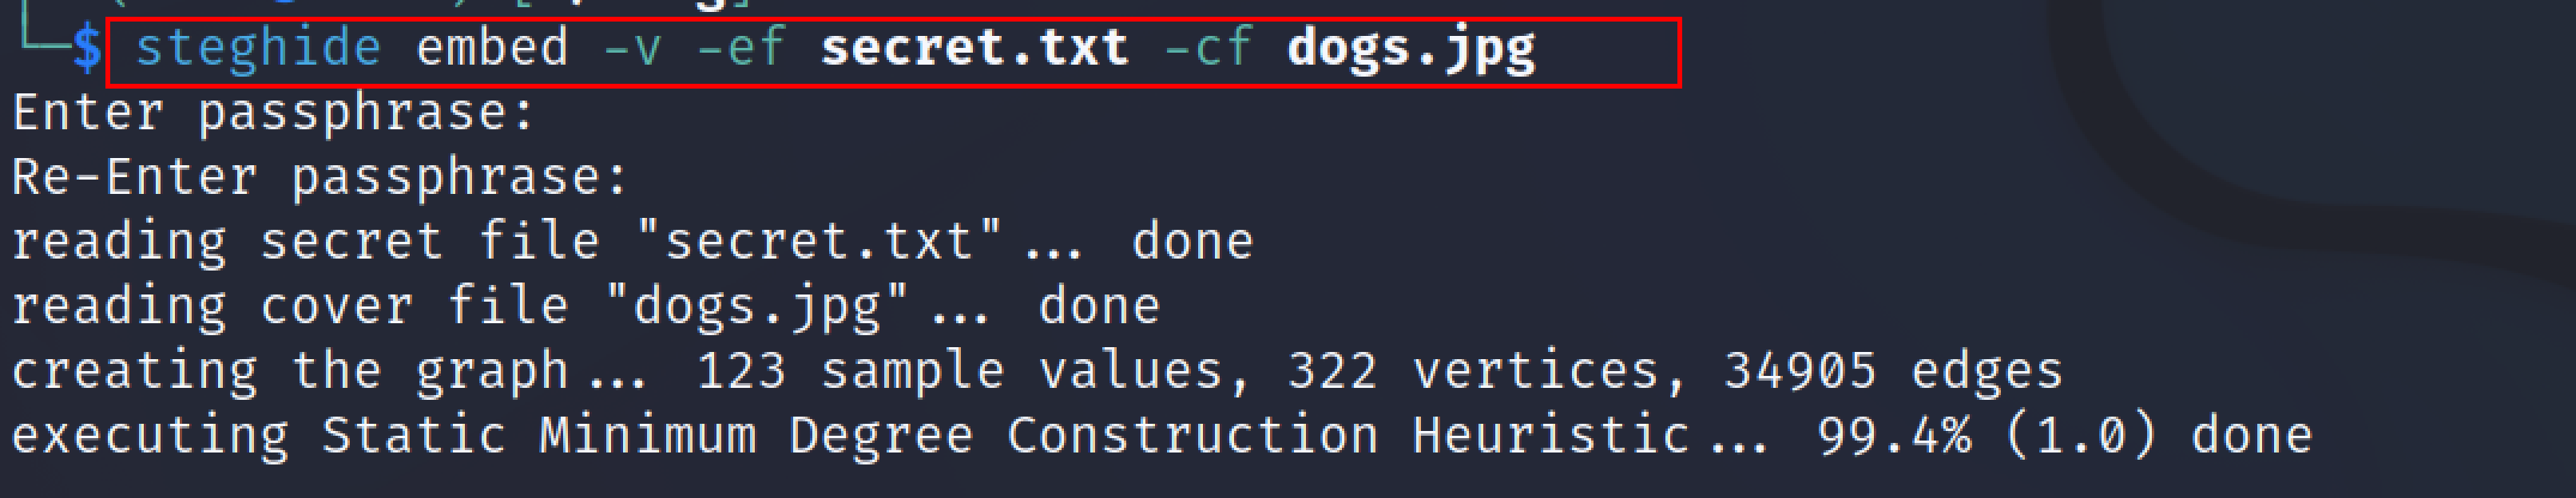 └─$ steghide embed -v -ef secret.txt -cf dogs.jpg
Enter passphrase:
Re-Enter passphrase:
reading secret file "secret.txt"... done
reading cover file "dogs.jpg"... done
creating the graph... 123 sample values, 322 vertices, 34905 edges
executing Static Minimum Degree Construction Heuristic... 99.4% (1.0) done